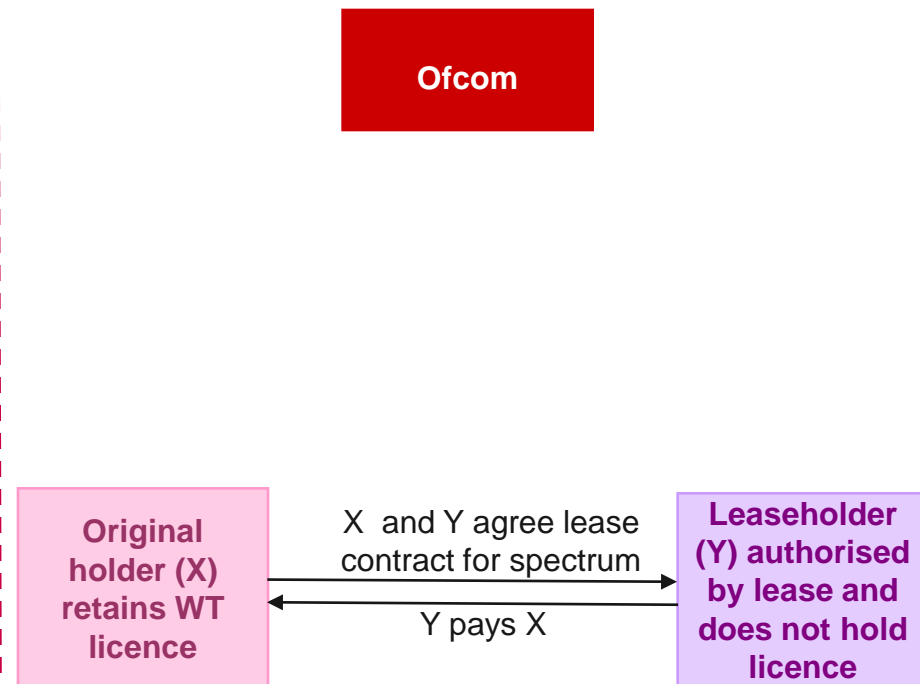 Ofcom
Original
holder (X)
retains WT
licence
X and Y agree lease
contract for spectrum
Y pays X
Leaseholder
(Y) authorised
by lease and
does not hold
licence